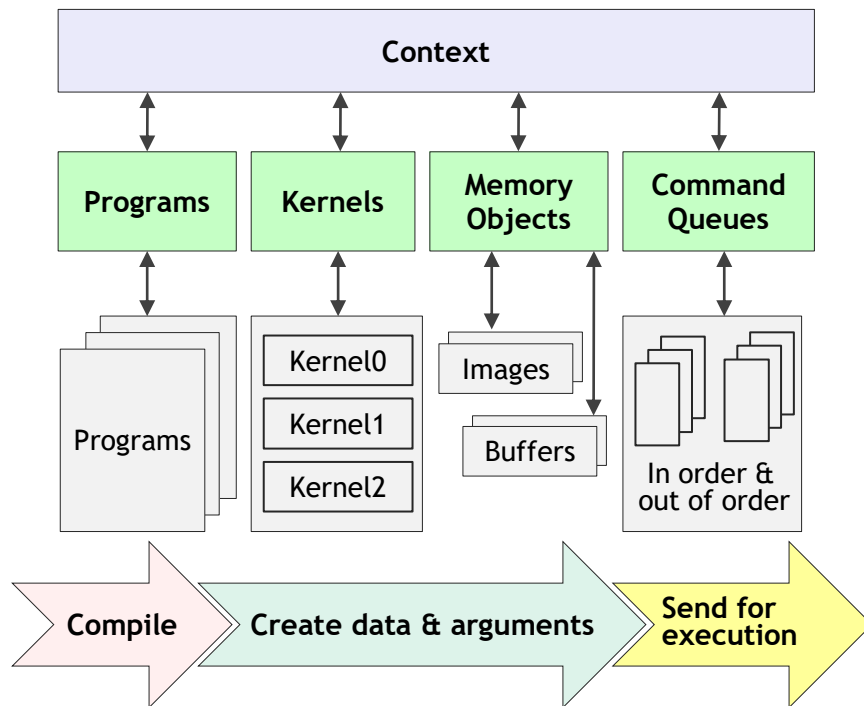 Context
Programs
Kernels
Memory
Objects
Command
Queues
Programs
Kernel0
Kernel1
Kernel2
Images
Buffers
In order &
out of order
Compile
Create data & arguments
Send for
execution